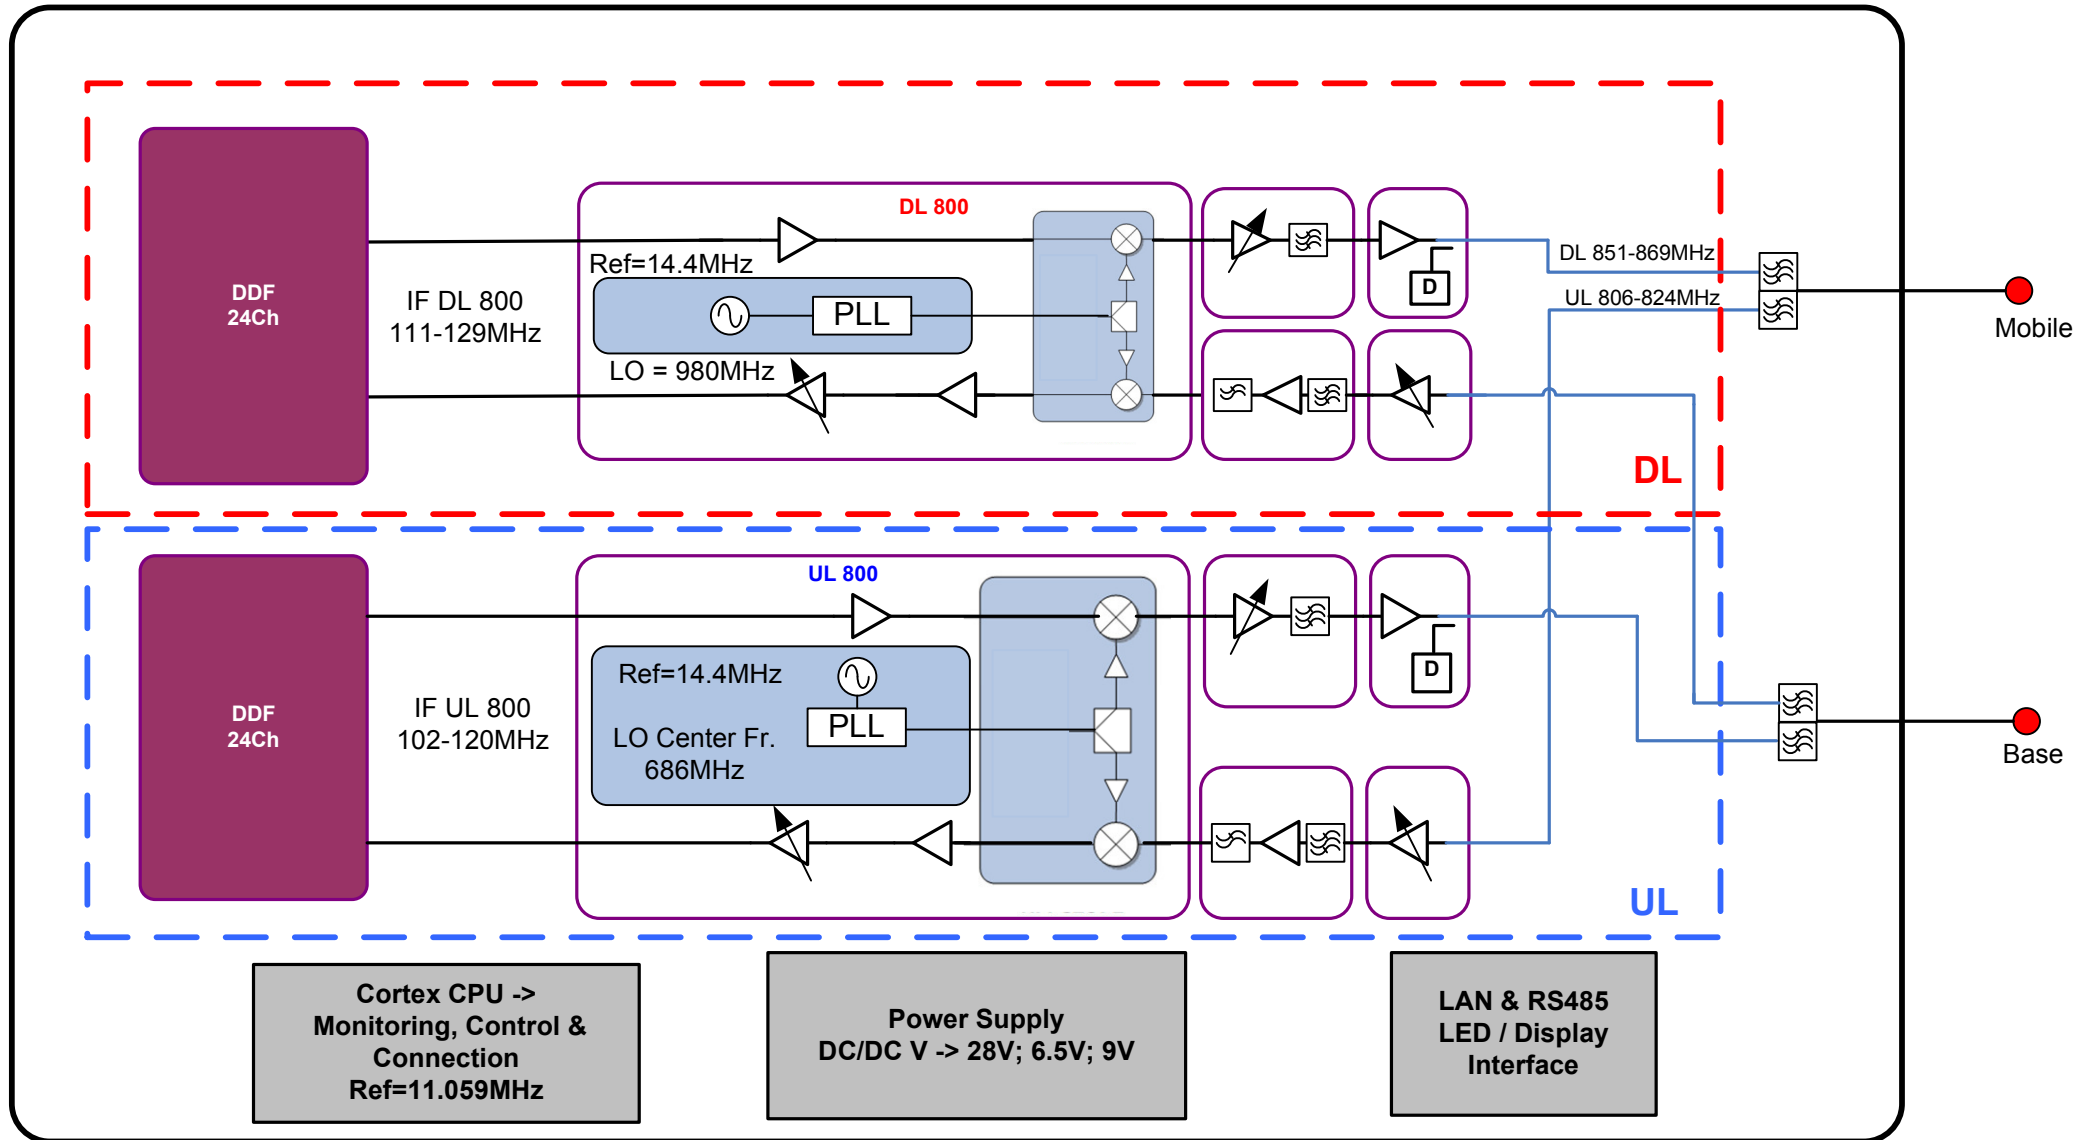 DL 800
Ref=14.4MHz
DDF
24Ch
IF DL 800
111-129MHz
PLL
LO = 980MHz
D
DL 851-869MHz
UL 806-824MHz
Mobile
DL
UL 800
DDF
24Ch
IF UL 800
102-120MHz
Ref=14.4MHz
PLL
LO Center Fr.
686MHz
D
Base
UL
Cortex CPU ->
Monitoring, Control &
Connection
Ref=11.059MHz
Power Supply
DC/DC V -> 28V; 6.5V; 9V
LAN & RS485
LED / Display
Interface